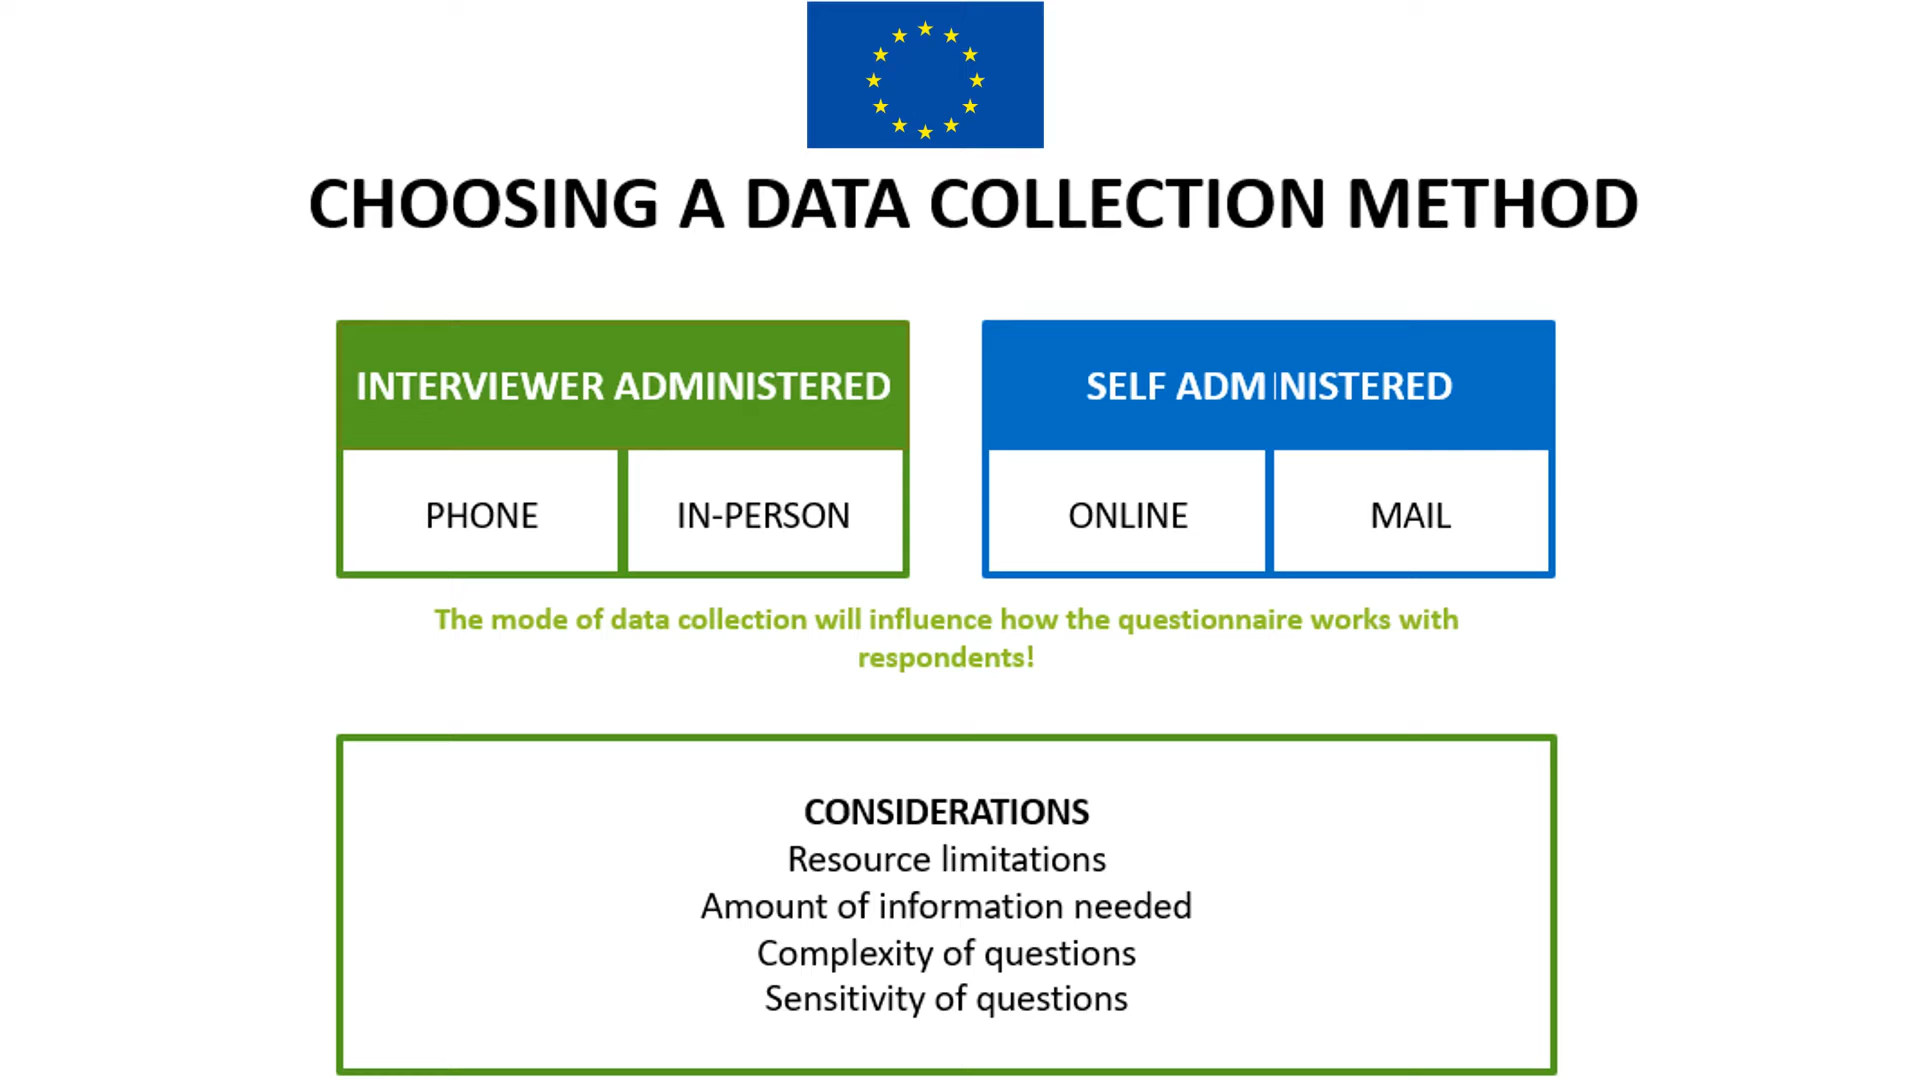 CHOOSING A DATA COLLECTION METHOD
INTERVIEWER ADMINISTERED
PHONE
IN-PERSON
SELF ADMINISTERED
ONLINE
MAIL
The mode of data collection will influence how the questionnaire works with
respondents!
CONSIDERATIONS
Resource limitations
Amount of information needed
Complexity of questions
Sensitivity of questions